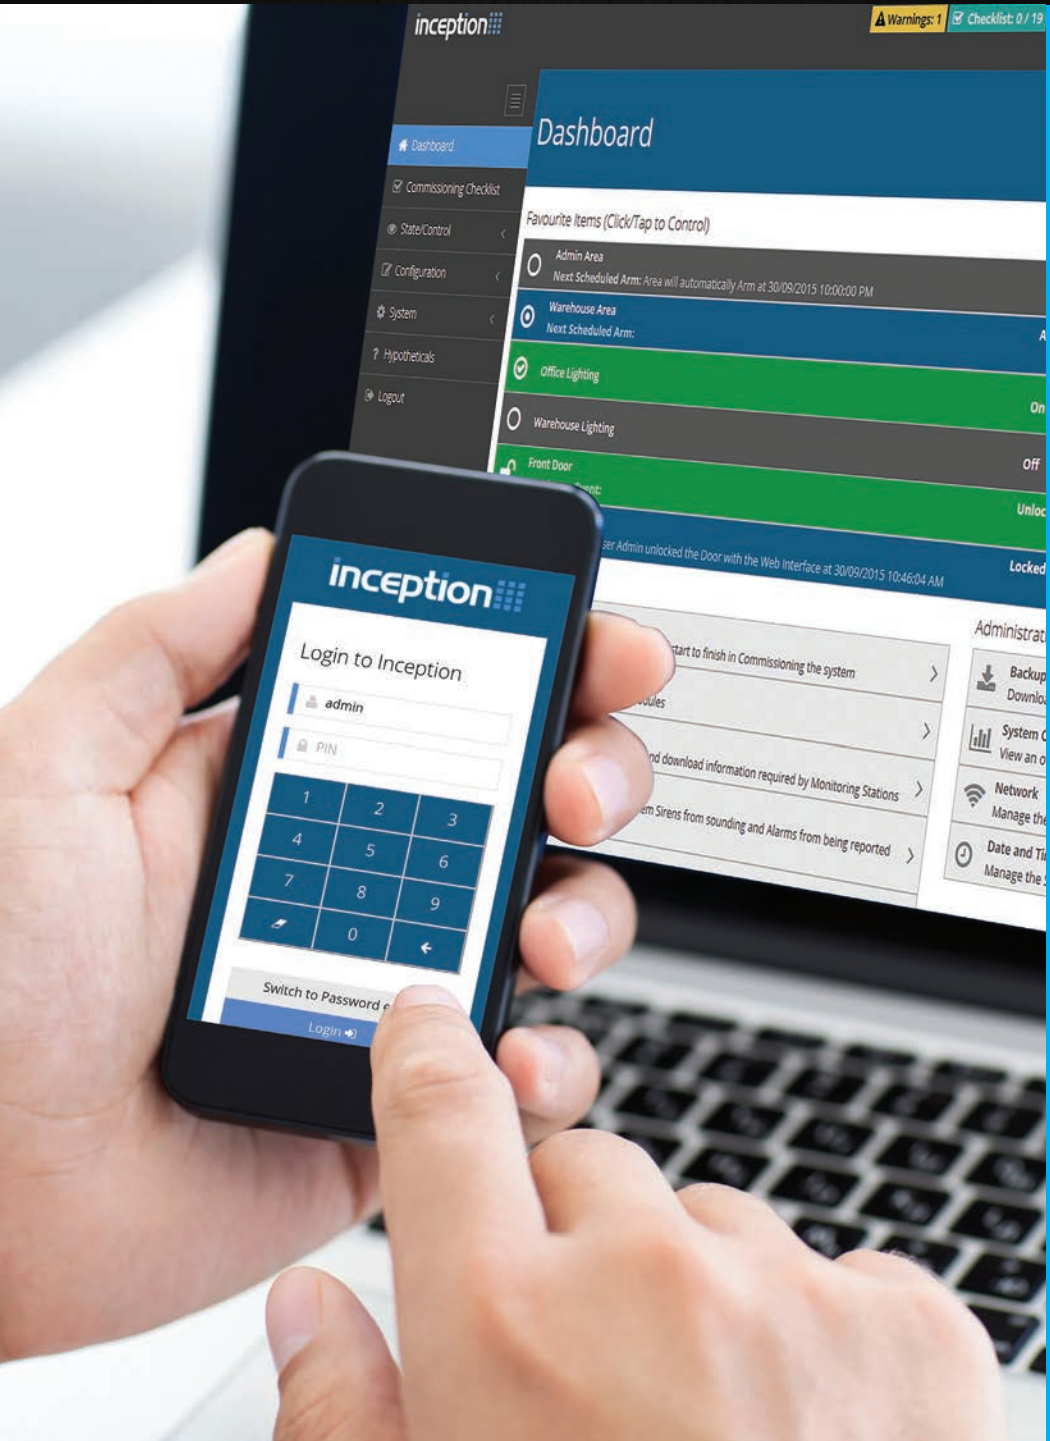 inception
Warnings: 1
Checklist: 0 / 19
Dashboard
Commissioning Checklist
State/Control
Configuration
System
? Hypotheticals
Logout
Dashboard
Favourite Items (Click/Tap to Control)
Admin Area
Next Scheduled Arm: Area will automatically Arm at 30/09/2015 10:00:00 PM
Warehouse Area
Next Scheduled Arm:
A
Office Lighting
On
Warehouse Lighting
Off
Front Door
Unloc
Event:
Locked
ser Admin unlocked the Door with the Web Interface at 30/09/2015 10:46:04 AM
start to finish in Commissioning the system
dules
nd download information required by Monitoring Stations
em Sirens from sounding and Alarms from being reported
Administrat
Backup
Downloa
System O
View an o
Network
Manage the
Date and Ti
Manage the S
inception
Login to Inception
admin
PIN
1 2 3
4 5 6
7 8 9
0
Switch to Password
Login